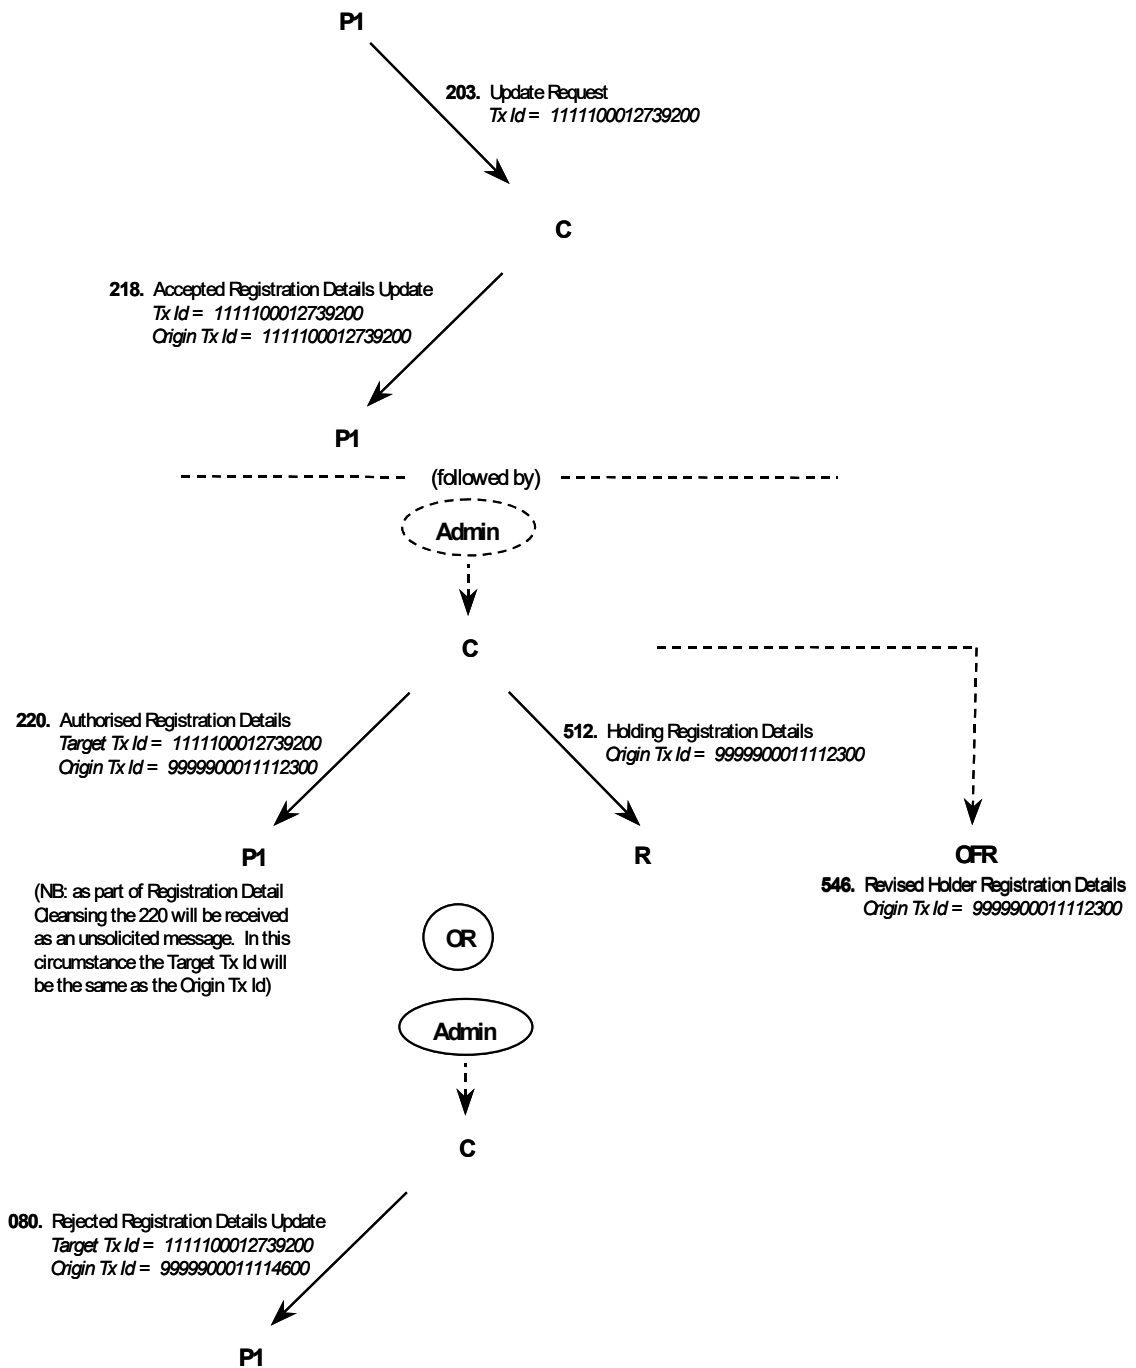 P1
203. Update Request
Tx Id = 1111100012739200
C
218. Accepted Registration Details Update
Tx Id = 1111100012739200
Origin Tx Id = 1111100012739200
P1
(followed by)
Admin
C
220. Authorised Registration Details
Target Tx Id = 1111100012739200
Origin Tx Id = 9999900011112300
512. Holding Registration Details
Origin Tx Id = 9999900011112300
P1
R
OFR
(NB: as part of Registration Detail
Cleansing the 220 will be received
as an unsolicited message. In this
circumstance the Target Tx Id will
be the same as the Origin Tx Id)
546. Revised Holder Registration Details
Origin Tx Id = 9999900011112300
OR
Admin
C
080. Rejected Registration Details Update
Target Tx Id = 1111100012739200
Origin Tx Id = 9999900011114600
P1